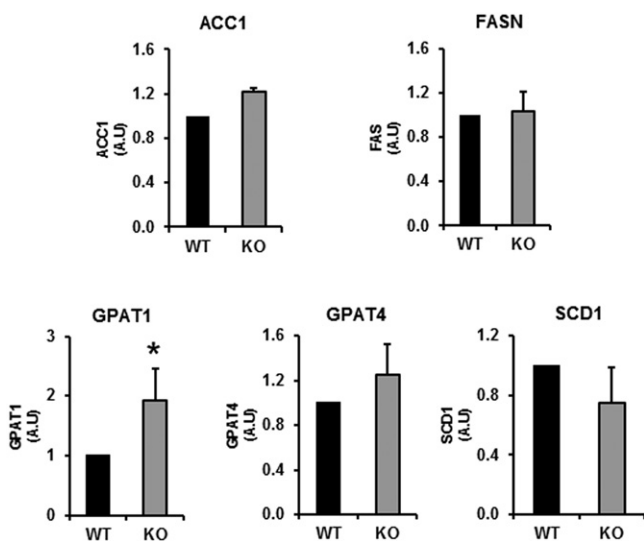 ACC1
1.6
1.2
0.8
0.4
0.0
ACC1
(A.U)
WT KO
FASN
1.6
1.2
0.8
0.4
0.0
FAS
(A.U)
WT KO
GPAT1
3
2
1
0
GPAT1
(A.U)
*
WT KO
GPAT4
1.6
1.2
0.8
0.4
0.0
GPAT4
(A.U)
WT KO
SCD1
1.2
0.8
0.4
0.0
SCD1
(A.U)
WT KO